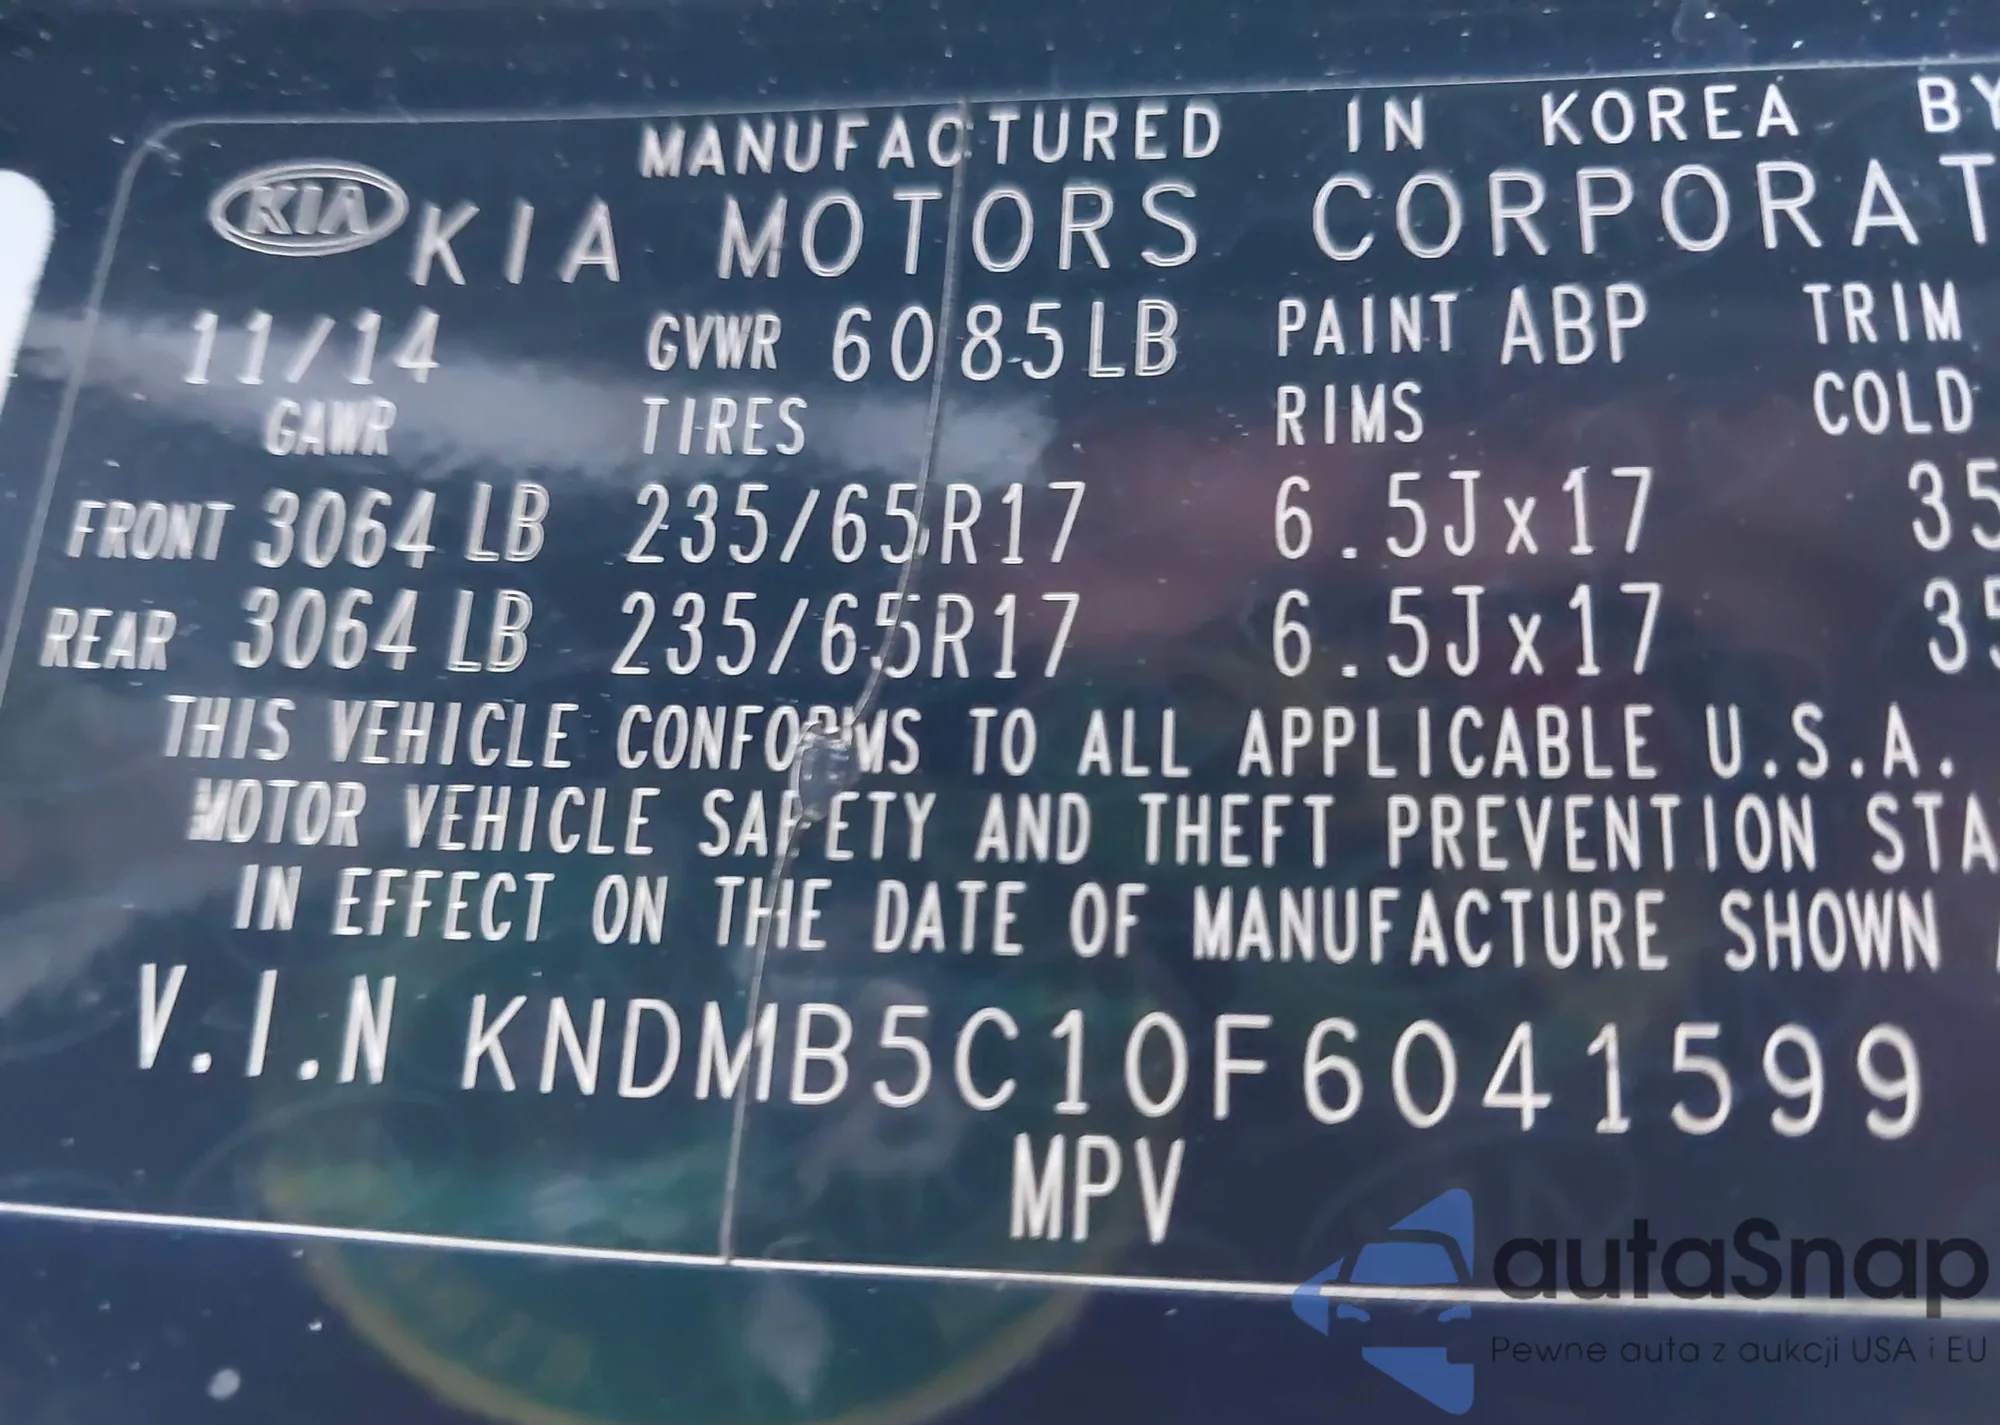 MANUFACTURED IN KOREA BY
KIA KIA MOTORS CORPORAT
11/14 GVWR 6085LB PAINT ABP TRIM
GAWR TIRES RIMS COLD
FRONT 3064 LB 235/65R17 6.5Jx17 35
REAR 3064 LB 235/65R17 6.5Jx17 35
THIS VEHICLE CONFORMS TO ALL APPLICABLE U.S.A.
MOTOR VEHICLE SAFETY AND THEFT PREVENTION STA
IN EFFECT ON THE DATE OF MANUFACTURE SHOWN
V.I.N KNDMB5C10F6041599
MPV
autaSnap
Pewne auta z aukcji USA i EU